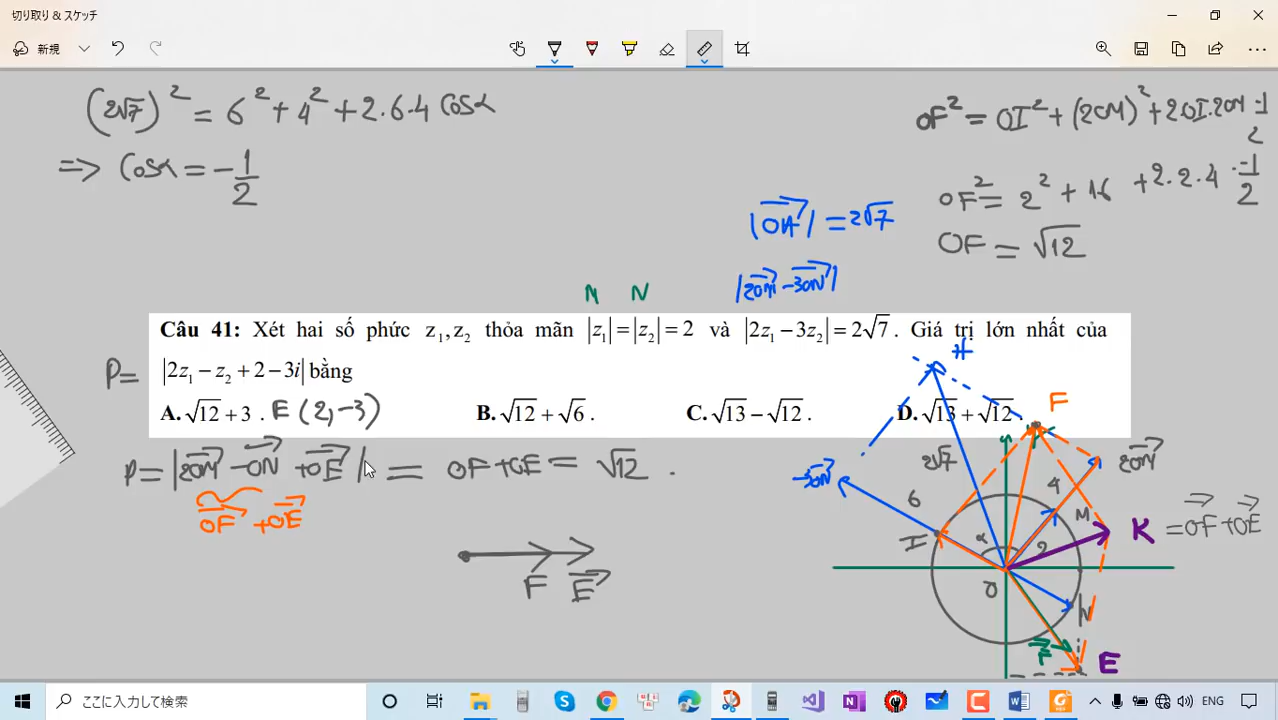 切り取り & スケッチ
新規
(2√7)² = 6² + 4² + 2.6.4 Cosα
=> Cosα = -1/2
OF² = OI² + (2OM)² + 2OI.2OM -1/2
OF² = 2² + 16 + 2.2.4 . -1/2
OF = √12
|OH| = 2√7
|2OM - 3ON|
M N
Câu 41: Xét hai số phức z₁, z₂ thỏa mãn |z₁| = |z₂| = 2 và |2z₁ - 3z₂| = 2√7. Giá trị lớn nhất của
P= |2z₁ - z₂ + 2 - 3i| bằng
A. √12 + 3. E(2,-3) B. √12 + √6. C. √13 - √12. D. √13 + √12.
P = |2OM - ON + OE| = OF + OE = √12 .
OF + OE
F E
H
F
2OM
-3ON
2√7
6
4
M
K = OF + OE
I
α
2
O
N
F
E
ここに入力して検索
ENG